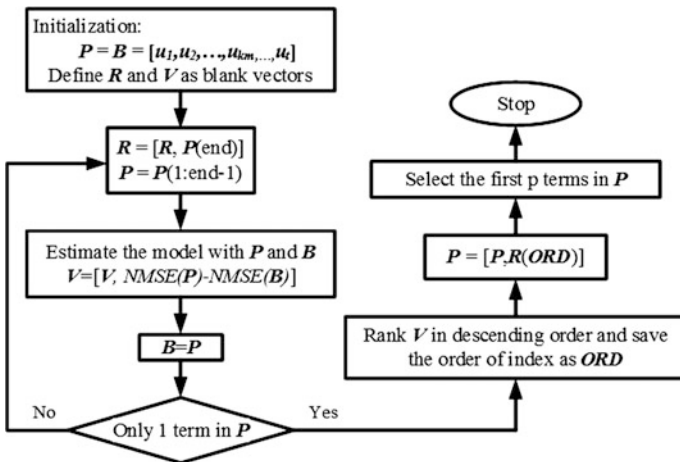 Initialization:
P = B = [u1,u2,…,ukm,…,ut]
Define R and V as blank vectors
R = [R, P(end)]
P = P(1:end-1)
Estimate the model with P and B
V=[V, NMSE(P)-NMSE(B)]
B=P
No
Only 1 term in P
Yes
Rank V in descending order and save
the order of index as ORD
P = [P,R(ORD)]
Select the first p terms in P
Stop